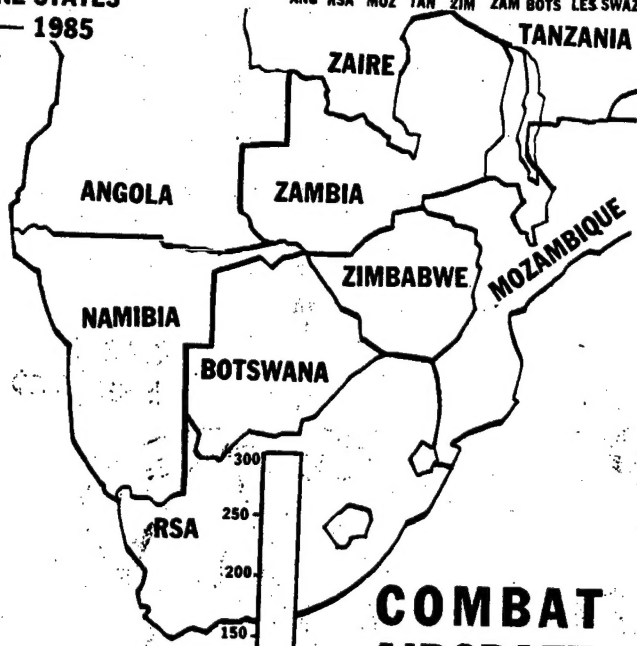 ANG RSA MOZ TAN ZIM ZAM BOTS LES SWAZ
STATES
— 1985
TANZANIA
ZAIRE
ANGOLA
ZAMBIA
MOZAMBIQUE
ZIMBABWE
NAMIBIA
BOTSWANA
300
250
RSA
200
COMBAT
150